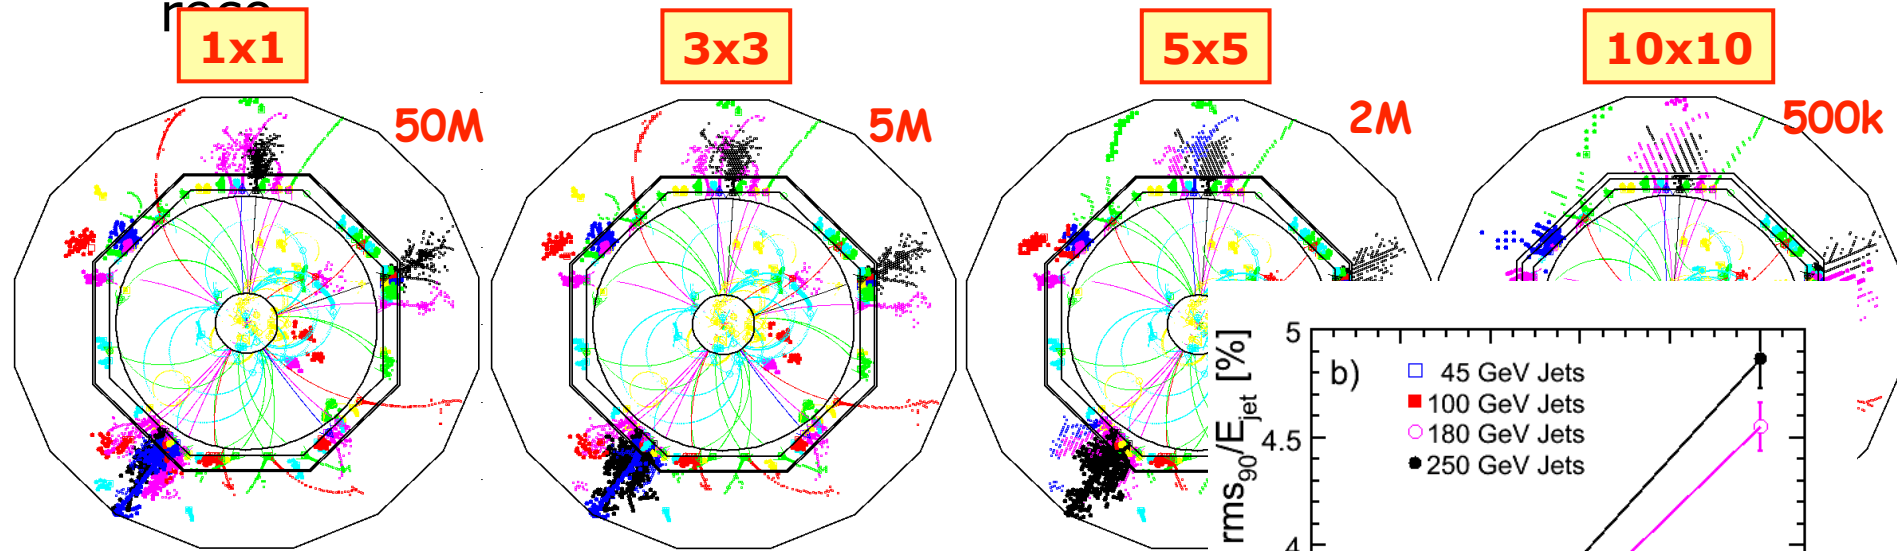 1x1
3x3
5x5
10x10
50M
5M
2M
500k
rms90/Ejet [%]
5
4.5
4
b)
45 GeV Jets
100 GeV Jets
180 GeV Jets
250 GeV Jets